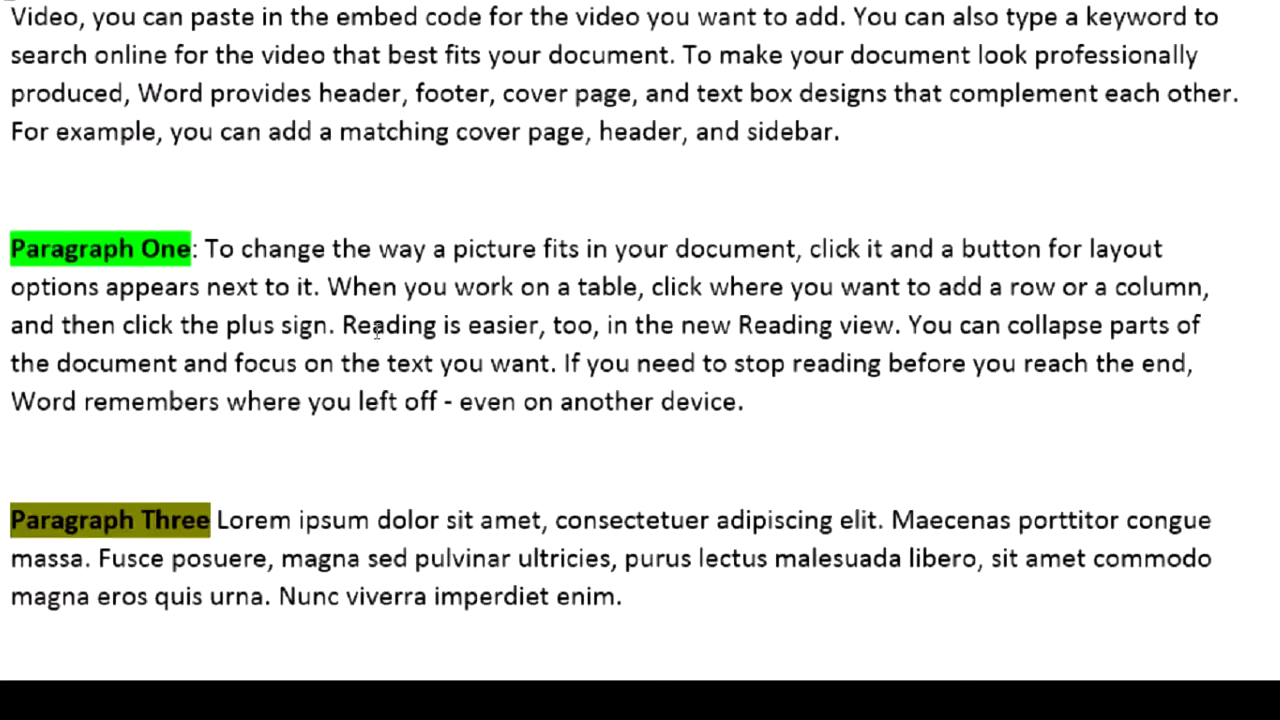 Video, you can paste in the embed code for the video you want to add. You can also type a keyword to
search online for the video that best fits your document. To make your document look professionally
produced, Word provides header, footer, cover page, and text box designs that complement each other.
For example, you can add a matching cover page, header, and sidebar.
Paragraph One: To change the way a picture fits in your document, click it and a button for layout
options appears next to it. When you work on a table, click where you want to add a row or a column,
and then click the plus sign. Reading is easier, too, in the new Reading view. You can collapse parts of
the document and focus on the text you want. If you need to stop reading before you reach the end,
Word remembers where you left off - even on another device.
Paragraph Three Lorem ipsum dolor sit amet, consectetuer adipiscing elit. Maecenas porttitor congue
massa. Fusce posuere, magna sed pulvinar ultricies, purus lectus malesuada libero, sit amet commodo
magna eros quis urna. Nunc viverra imperdiet enim.